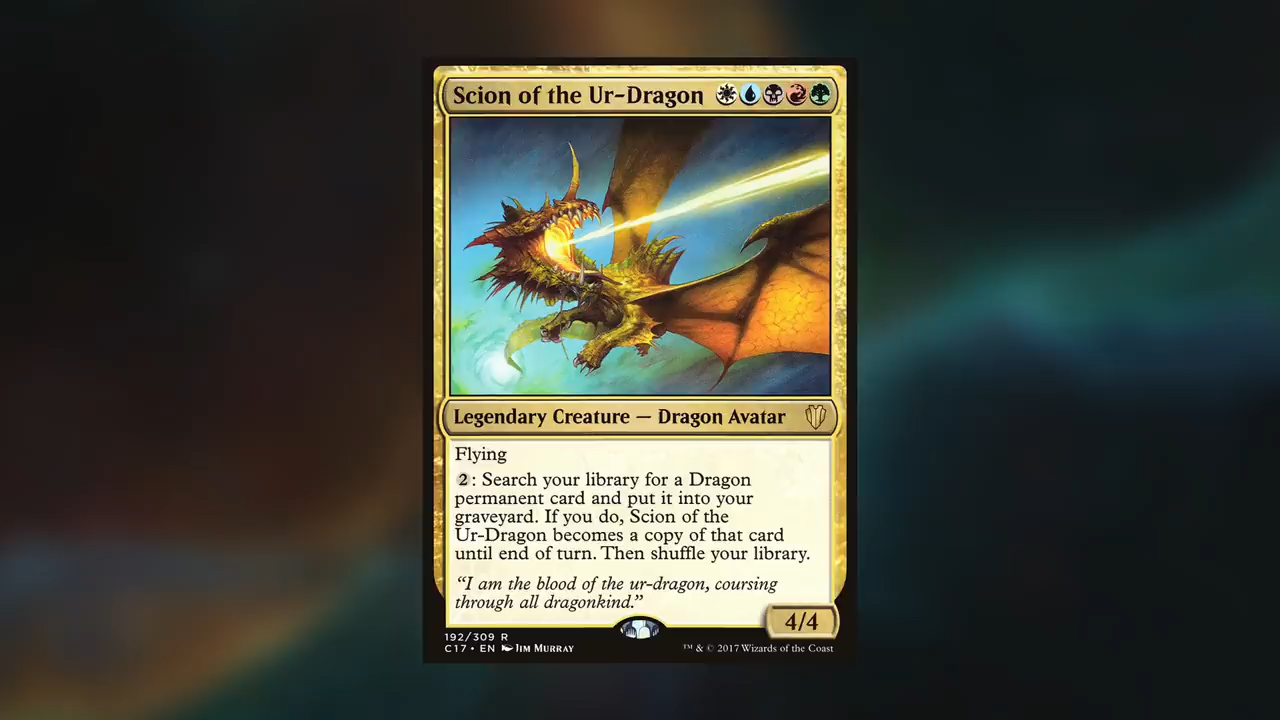 Scion of the Ur-Dragon
Legendary Creature — Dragon Avatar
Flying
2: Search your library for a Dragon
permanent card and put it into your
graveyard. If you do, Scion of the
Ur-Dragon becomes a copy of that card
until end of turn. Then shuffle your library.
“I am the blood of the ur-dragon, coursing
through all dragonkind.”
4/4
192/309 R
C17 • EN Jim Murray
™ & © 2017 Wizards of the Coast